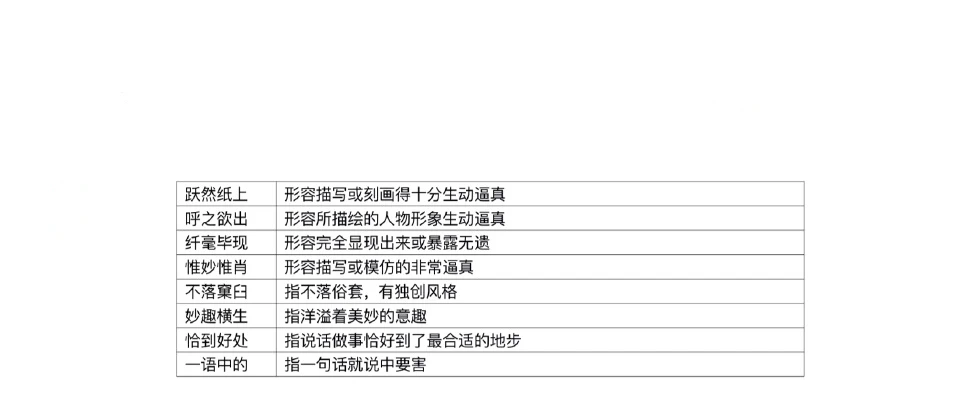 跃然纸上 形容描写或刻画得十分生动逼真
呼之欲出 形容所描绘的人物形象生动逼真
纤毫毕现 形容完全显现出来或暴露无遗
惟妙惟肖 形容描写或模仿的非常逼真
不落窠臼 指不落俗套，有独创风格
妙趣横生 指洋溢着美妙的意趣
恰到好处 指说话做事恰好到了最合适的地步
一语中的 指一句话就说中要害